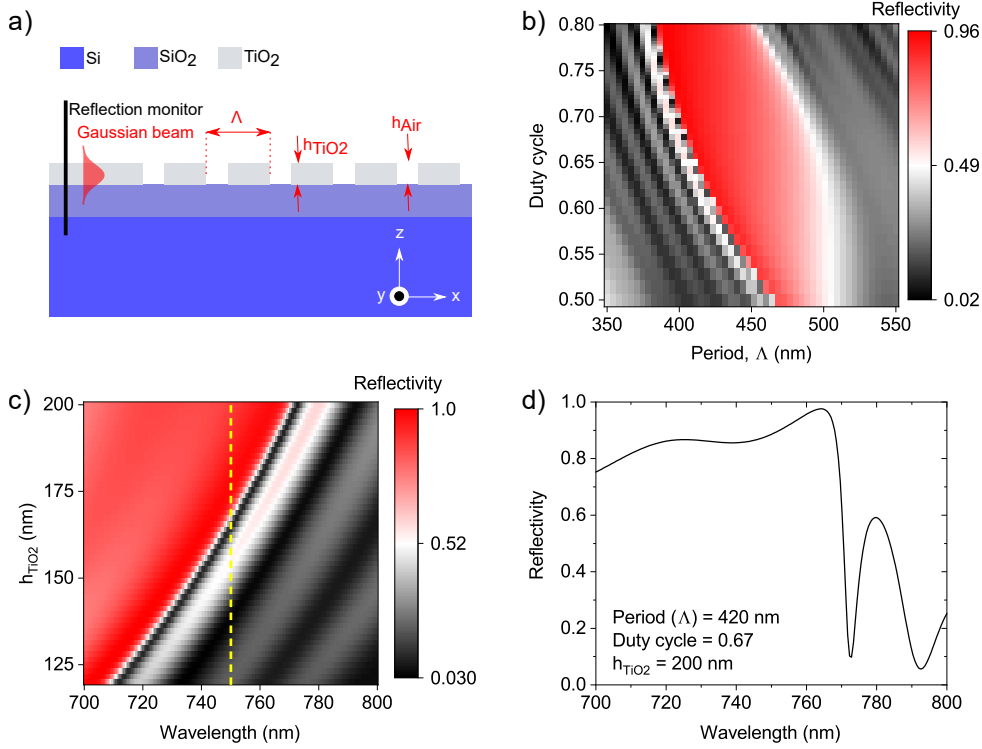 a)
Si
SiO2
TiO2
Reflection monitor
Gaussian beam
Λ
hTiO2
hAir
z
y
x
b)
Reflectivity
0.96
0.49
0.02
0.80
0.75
0.70
0.65
0.60
0.55
0.50
Duty cycle
350
400
450
500
550
Period, Λ (nm)
c)
Reflectivity
1.0
0.52
0.030
200
175
150
125
hTiO2 (nm)
700
720
740
760
780
800
Wavelength (nm)
d)
1.0
0.8
0.6
0.4
0.2
0.0
Reflectivity
Period (Λ) = 420 nm
Duty cycle = 0.67
hTiO2 = 200 nm
700
720
740
760
780
800
Wavelength (nm)